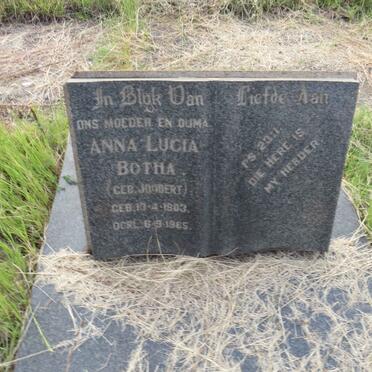 In Blyk Van Liefde Aan
ONS MOEDER EN OUMA
ANNA LUCIA
BOTHA
(GEB. JOUBERT)
GEB. 13-4-1903.
OORL. 6-9-1965.
PS. 23:1
DIE HERE IS
MY HERDER